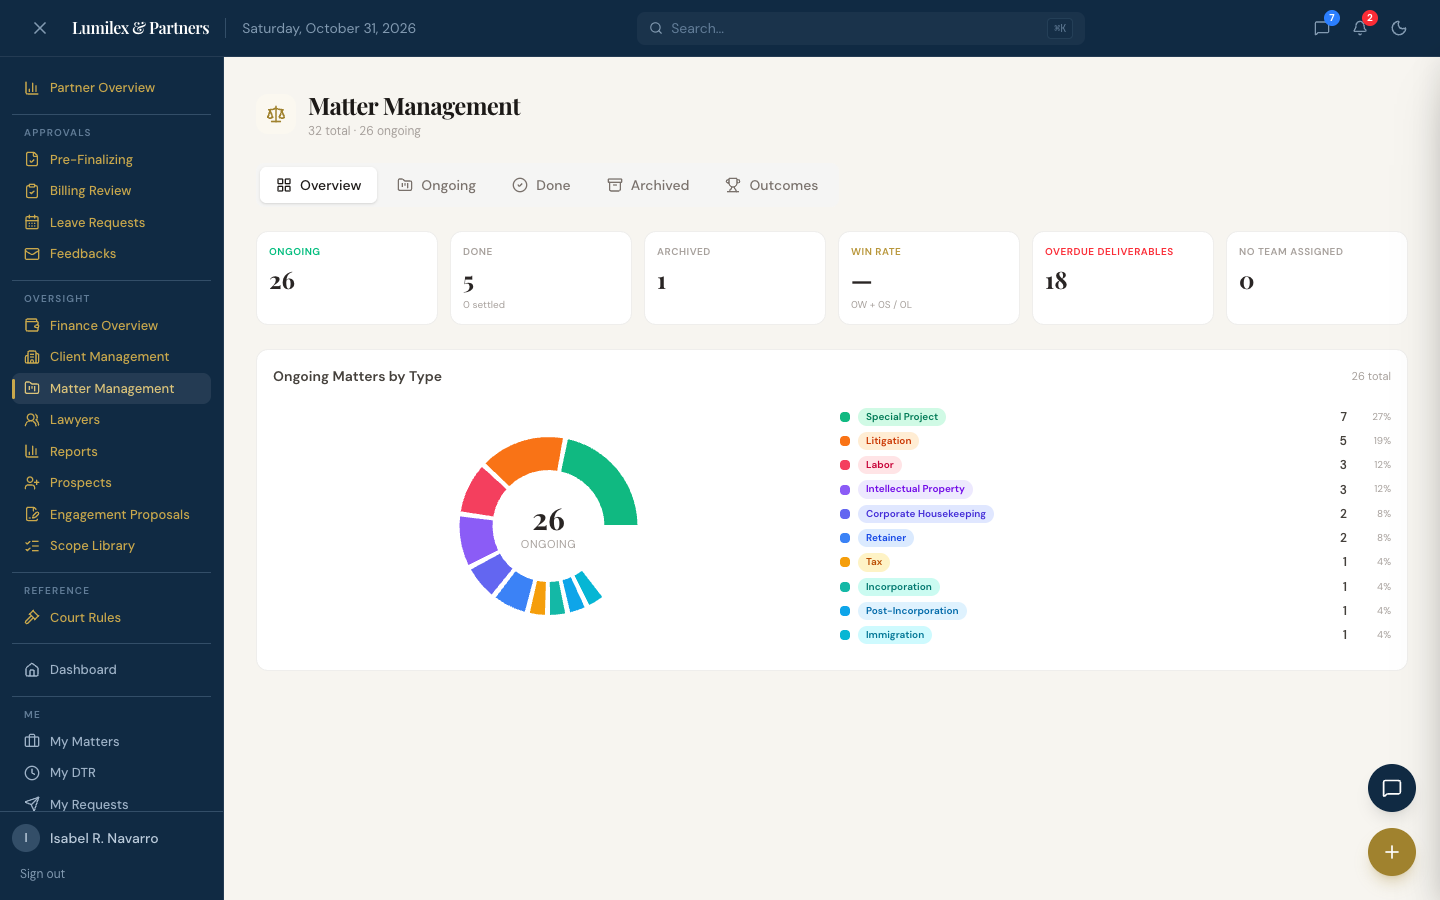 Lumilex & Partners
Saturday, October 31, 2026
Search...
⌘K
7
2
Partner Overview
APPROVALS
Pre-Finalizing
Billing Review
Leave Requests
Feedbacks
OVERSIGHT
Finance Overview
Client Management
Matter Management
Lawyers
Reports
Prospects
Engagement Proposals
Scope Library
REFERENCE
Court Rules
Dashboard
ME
My Matters
My DTR
My Requests
I
Isabel R. Navarro
Sign out
Matter Management
32 total · 26 ongoing
Overview
Ongoing
Done
Archived
Outcomes
ONGOING
26
DONE
5
0 settled
ARCHIVED
1
WIN RATE
—
0W + 0S / 0L
OVERDUE DELIVERABLES
18
NO TEAM ASSIGNED
0
Ongoing Matters by Type
26 total
26
ONGOING
Special Project 7 27%
Litigation 5 19%
Labor 3 12%
Intellectual Property 3 12%
Corporate Housekeeping 2 8%
Retainer 2 8%
Tax 1 4%
Incorporation 1 4%
Post-Incorporation 1 4%
Immigration 1 4%